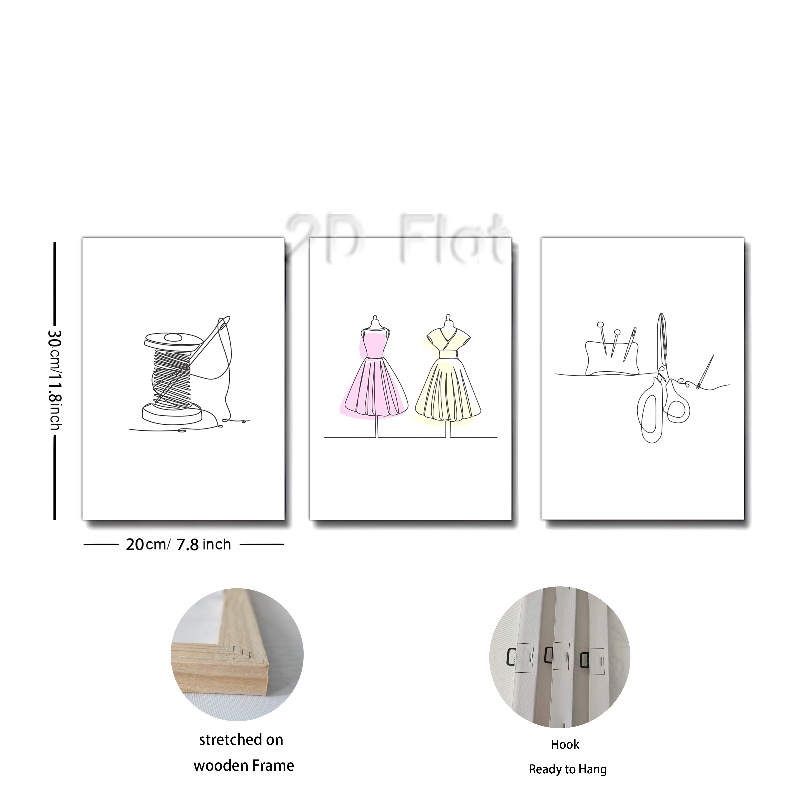 2D Flat
30cm/11.8inch
20cm/ 7.8 inch
stretched on
wooden Frame
Hook
Ready to Hang